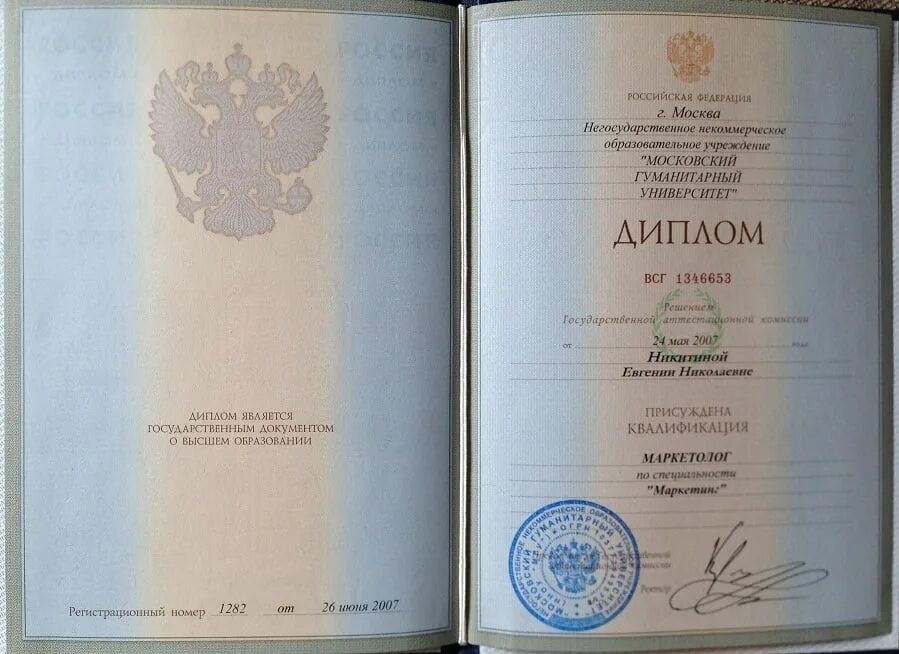 ДИПЛОМ ЯВЛЯЕТСЯ
ГОСУДАРСТВЕННЫМ ДОКУМЕНТОМ
О ВЫСШЕМ ОБРАЗОВАНИИ
Регистрационный номер 1282 от 26 июня 2007
РОССИЙСКАЯ ФЕДЕРАЦИЯ
г. Москва
Негосударственное некоммерческое
образовательное учреждение
"МОСКОВСКИЙ
ГУМАНИТАРНЫЙ
УНИВЕРСИТЕТ"
ДИПЛОМ
ВСГ 1346653
Решением
Государственной аттестационной комиссии
от 24 мая 2007 года
Никитиной
Евгении Николаевне
ПРИСУЖДЕНА
КВАЛИФИКАЦИЯ
МАРКЕТОЛОГ
по специальности
"Маркетинг"
Ректор